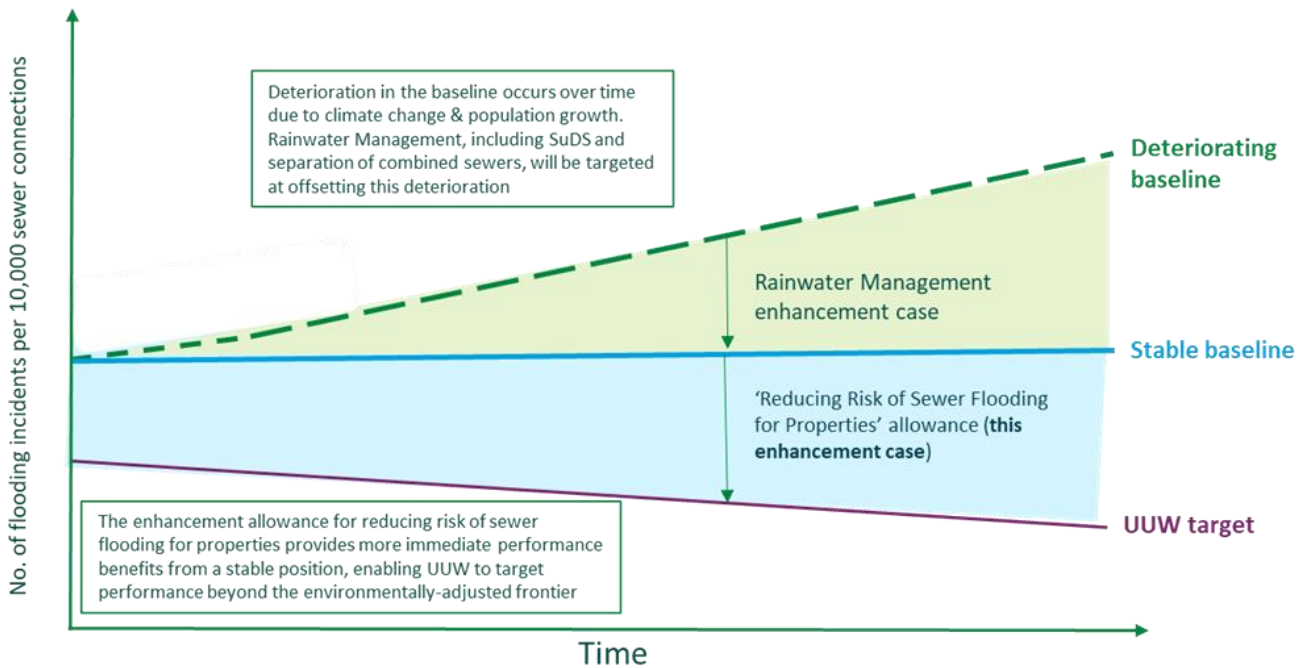 No. of flooding incidents per 10,000 sewer connections
Deterioration in the baseline occurs over time
due to climate change & population growth.
Rainwater Management, including SuDS and
separation of combined sewers, will be targeted
at offsetting this deterioration
Deteriorating
baseline
Rainwater Management
enhancement case
Stable baseline
‘Reducing Risk of Sewer Flooding
for Properties’ allowance (this
enhancement case)
The enhancement allowance for reducing risk of sewer
flooding for properties provides more immediate performance
benefits from a stable position, enabling UUW to target
performance beyond the environmentally-adjusted frontier
UUW target
Time